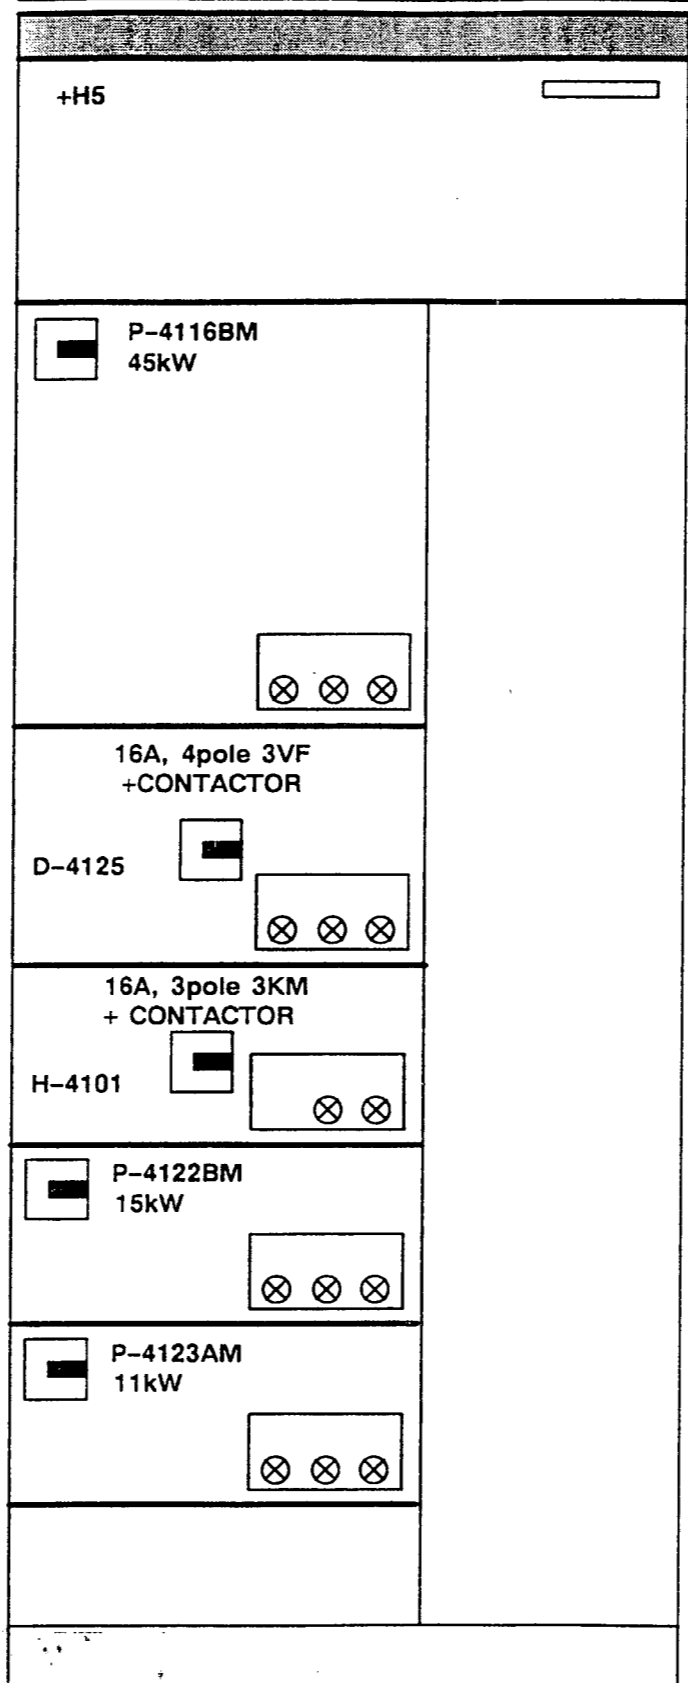 +H5
P-4116BM
45kW
16A, 4pole 3VF
+CONTACTOR
D-4125
16A, 3pole 3KM
+ CONTACTOR
H-4101
P-4122BM
15kW
P-4123AM
11kW